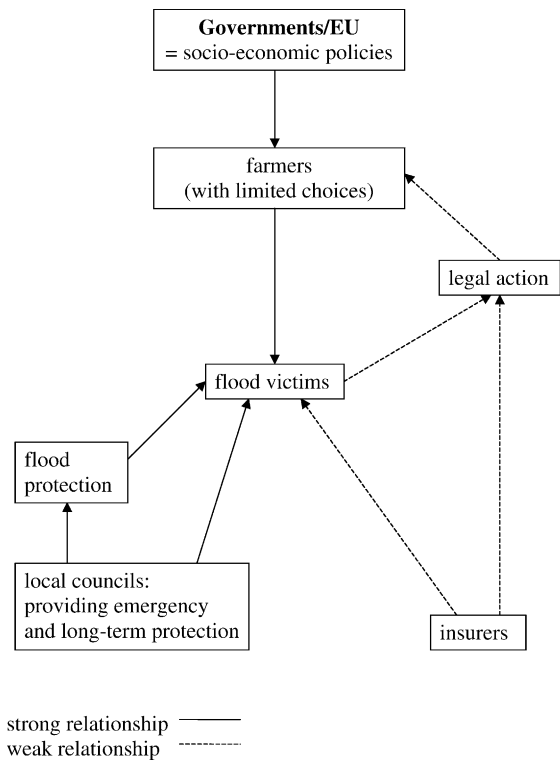 Governments/EU
= socio-economic policies
farmers
(with limited choices)
legal action
flood victims
flood
protection
local councils:
providing emergency
and long-term protection
insurers
strong relationship
weak relationship